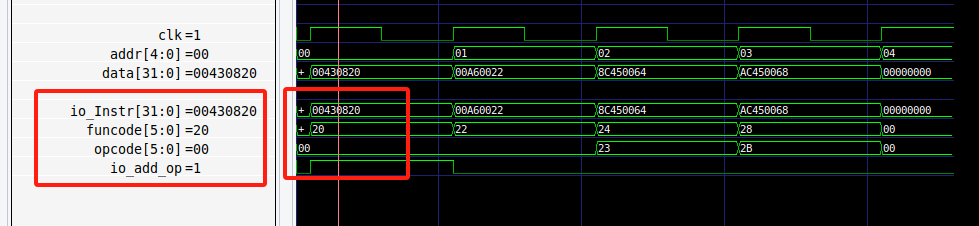 clk =1
addr[4:0] =00 00 01 02 03 04
data[31:0] =00430820 + 00430820 00A60022 8C450064 AC450068 00000000
io_Instr[31:0] =00430820 + 00430820 00A60022 8C450064 AC450068 00000000
funcode[5:0] =20 + 20 22 24 28 00
opcode[5:0] =00 00 23 2B 00
io_add_op =1